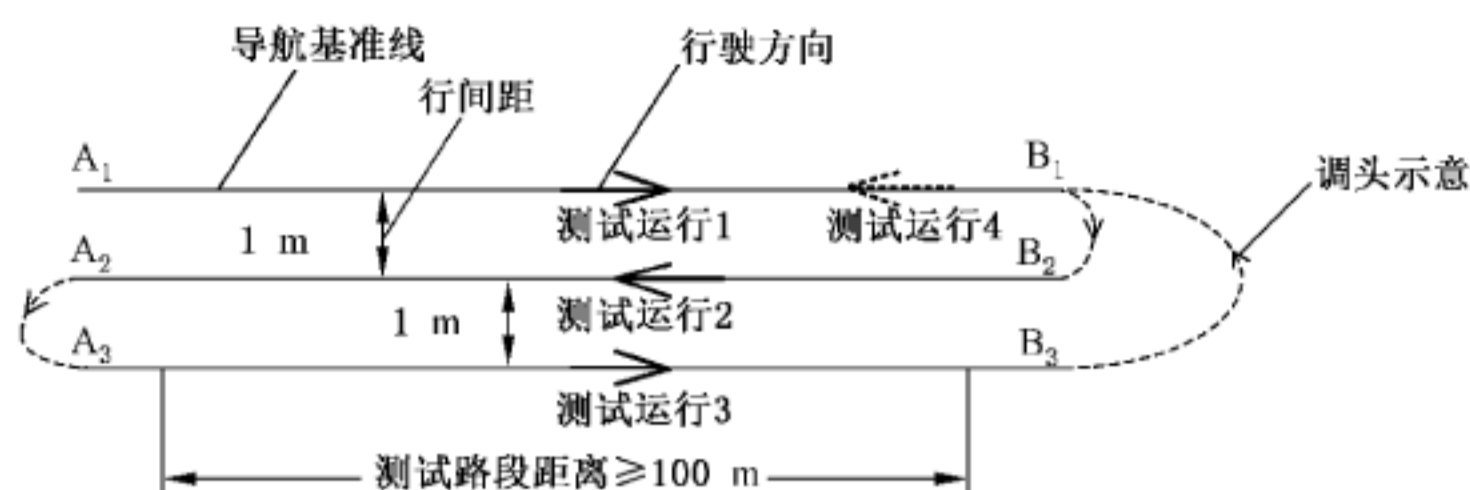 导航基准线
行驶方向
行间距
A₁
B₁
调头示意
1 m
测试运行1
测试运行4
A₂
B₂
1 m
测试运行2
A₃
B₃
测试运行3
测试路段距离≥100 m